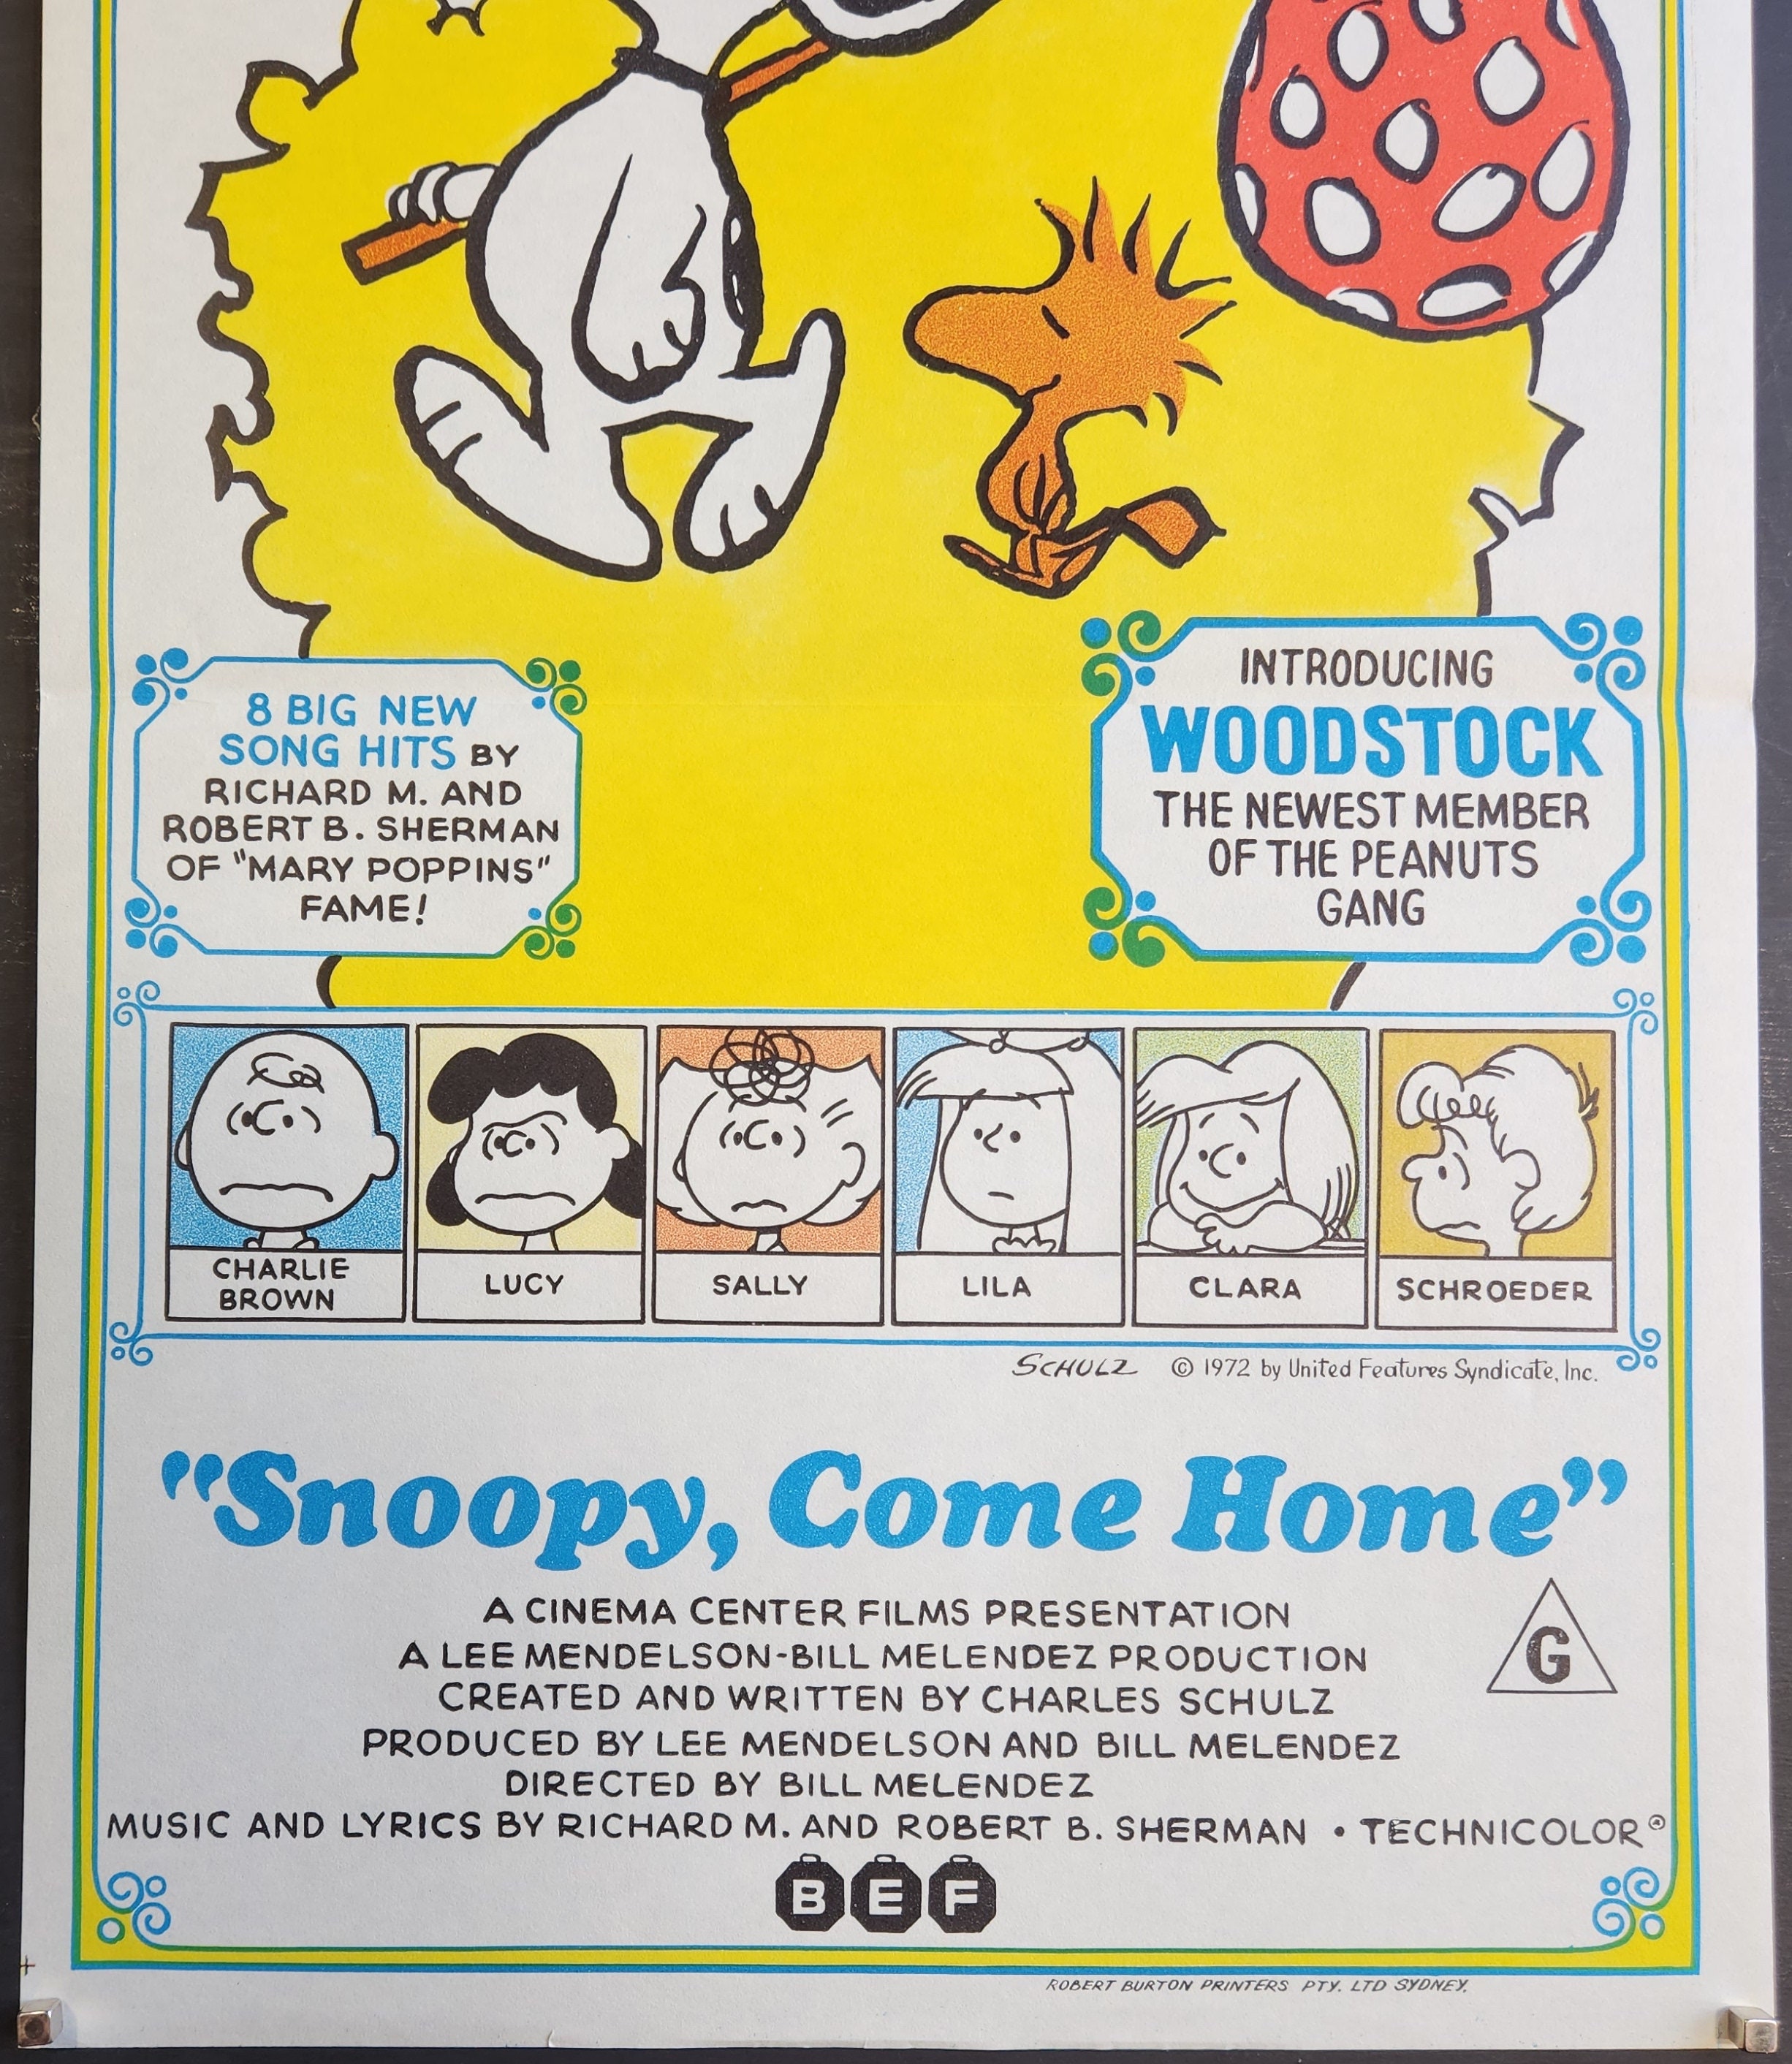 8 BIG NEW
SONG HITS BY
RICHARD M. AND
ROBERT B. SHERMAN
OF "MARY POPPINS"
FAME!
INTRODUCING
WOODSTOCK
THE NEWEST MEMBER
OF THE PEANUTS
GANG
CHARLIE
BROWN
LUCY
SALLY
LILA
CLARA
SCHROEDER
SCHULZ © 1972 by United Features Syndicate, Inc.
"Snoopy, Come Home"
A CINEMA CENTER FILMS PRESENTATION
A LEE MENDELSON-BILL MELENDEZ PRODUCTION
CREATED AND WRITTEN BY CHARLES SCHULZ
G
PRODUCED BY LEE MENDELSON AND BILL MELENDEZ
DIRECTED BY BILL MELENDEZ
MUSIC AND LYRICS BY RICHARD M. AND ROBERT B. SHERMAN • TECHNICOLOR®
BEF
ROBERT BURTON PRINTERS PTY. LTD SYDNEY.